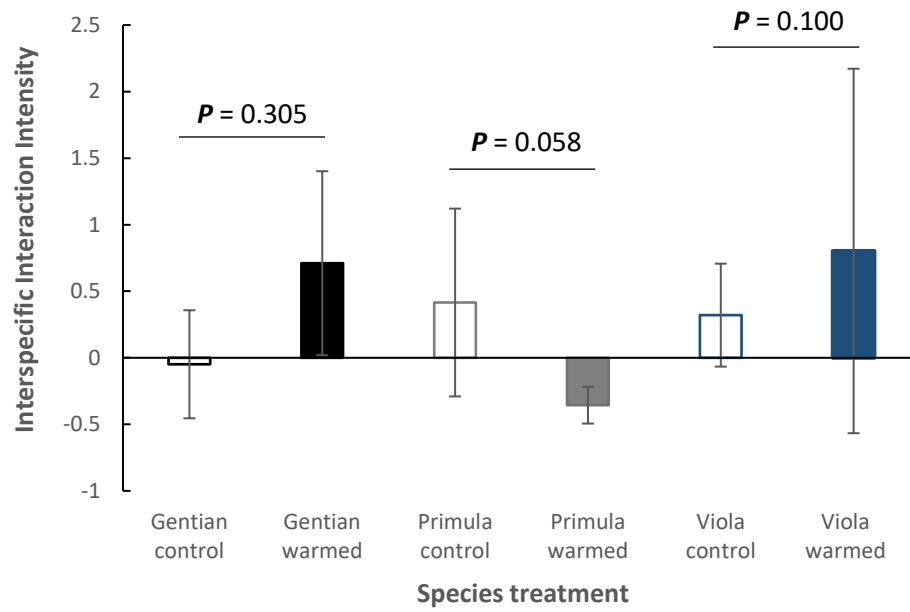 P = 0.100
P = 0.305
P = 0.058
Interspecific Interaction Intensity
2.5
2
1.5
1
0.5
0
-0.5
-1
Gentian control
Gentian warmed
Primula control
Primula warmed
Viola control
Viola warmed
Species treatment